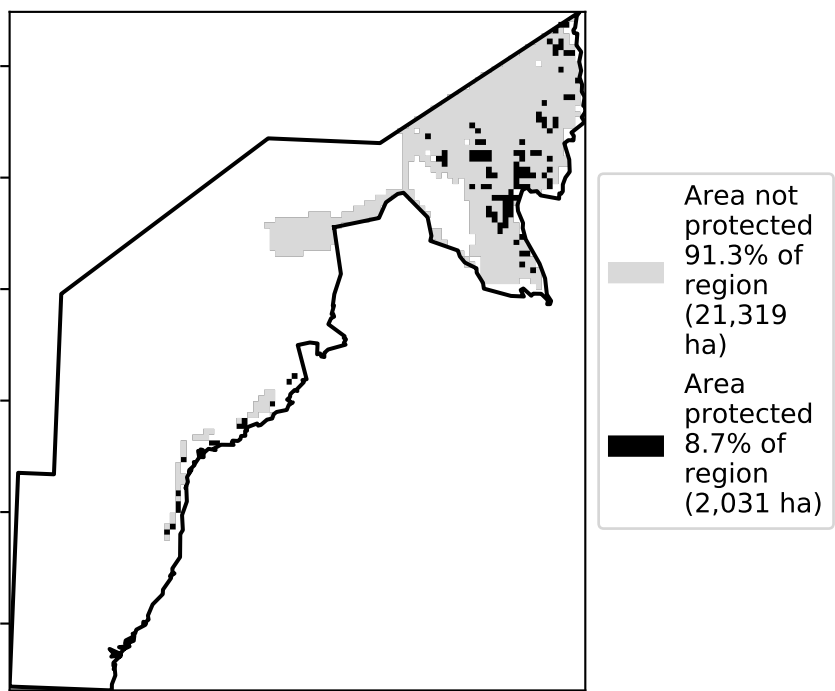 Area not
protected
91.3% of
region
(21,319
ha)
Area
protected
8.7% of
region
(2,031 ha)